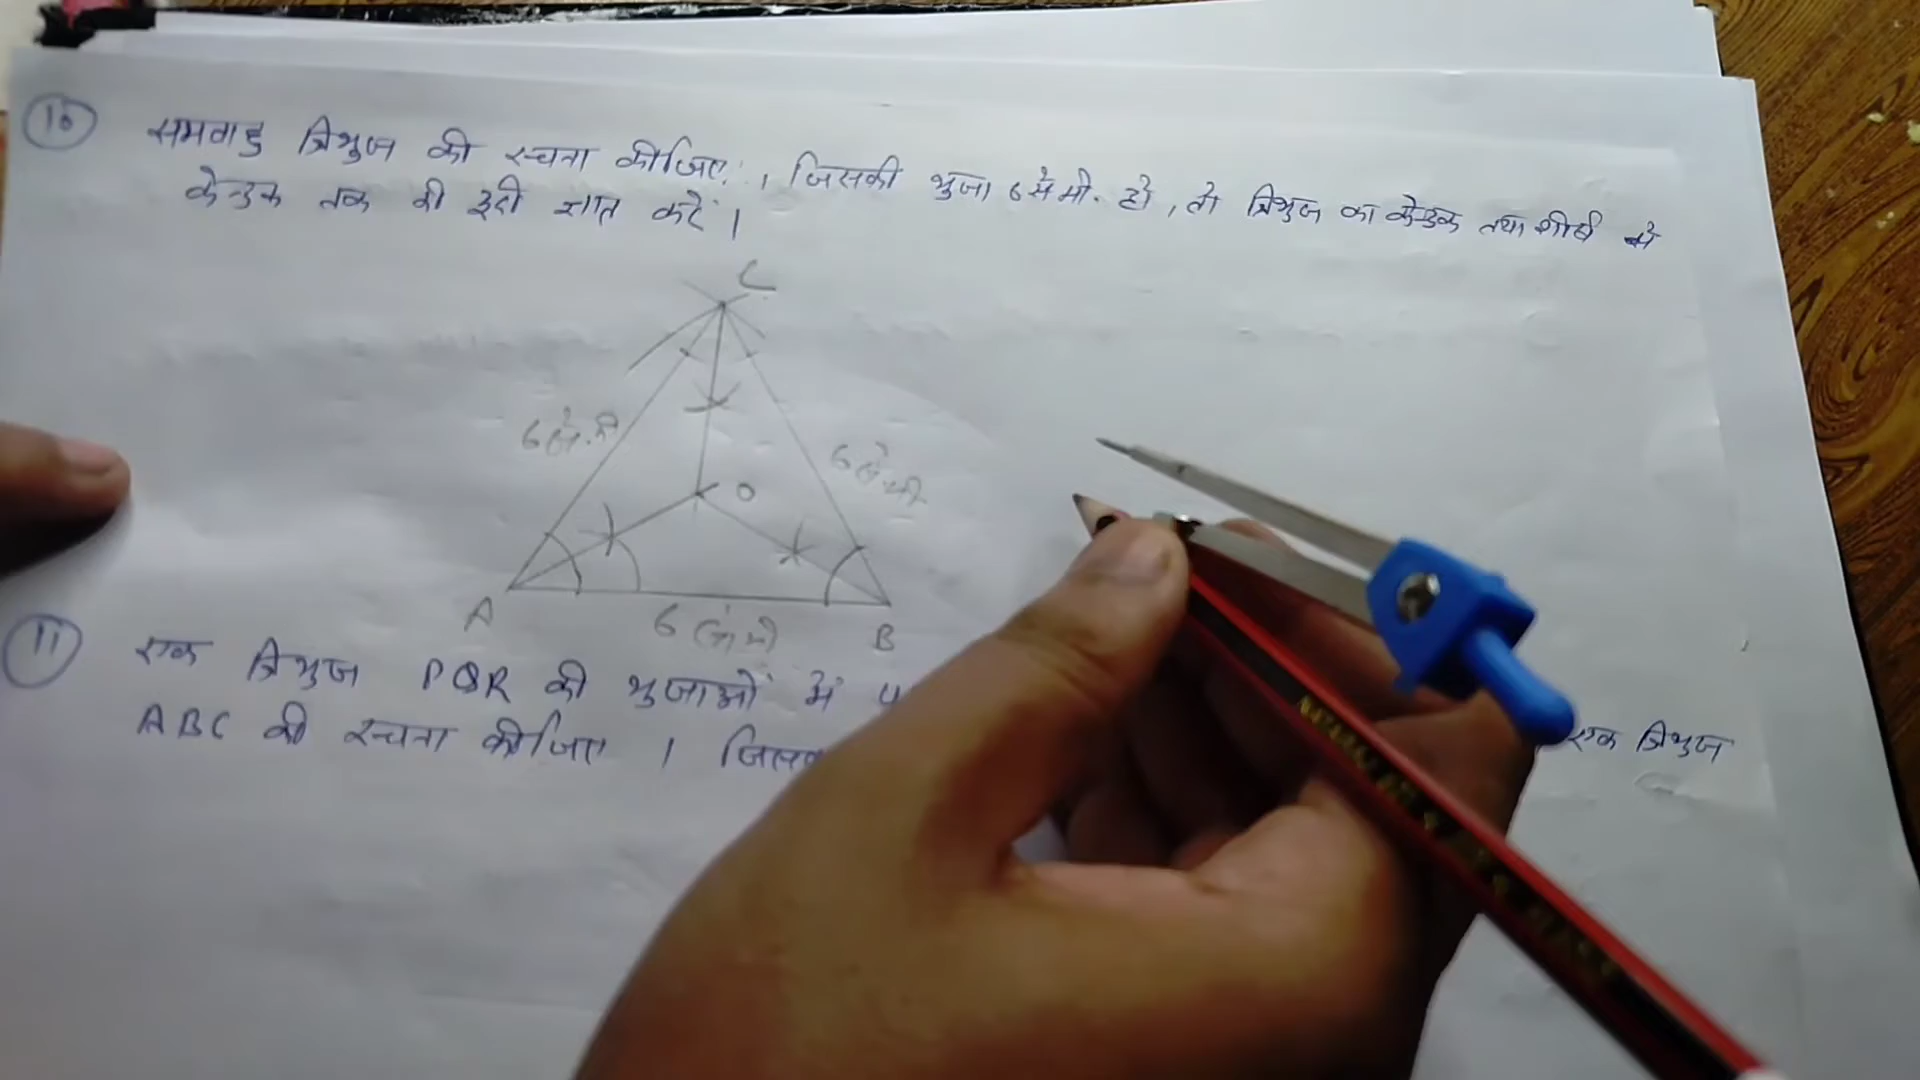 10
समबाहु त्रिभुज की रचना कीजिए, जिसकी भुजा 6 से मी. हो, तो त्रिभुज का केन्द्रक तथा शीर्ष से
केन्द्रक तक की दूरी ज्ञात करें।
C
6 से.मी
6 से.मी
O
A
6 से.मी
B
11
एक त्रिभुज PQR की भुजाओं में
एक त्रिभुज
ABC की रचना कीजिए ।